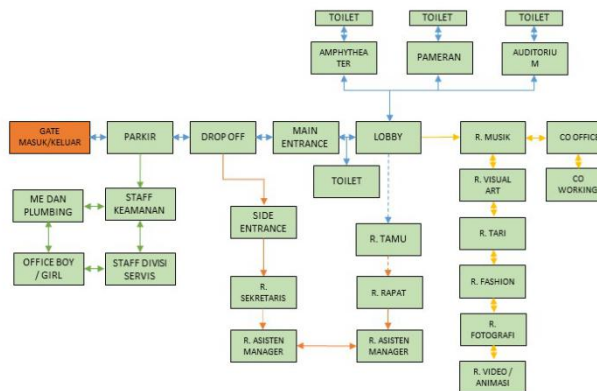 TOILET
TOILET
TOILET
AMPHYTHEA
TER
PAMERAN
AUDITORIU
M
GATE
MASUK/KELUAR
PARKIR
DROP OFF
MAIN
ENTRANCE
LOBBY
R. MUSIK
CO OFFICE
TOILET
R. VISUAL
ART
CO
WORKING
ME DAN
PLUMBING
STAFF
KEAMANAN
SIDE
ENTRANCE
R. TAMU
R. TARI
OFFICE BOY
/ GIRL
STAFF DIVISI
SERVIS
R.
SEKRETARIS
R. RAPAT
R. FASHION
R. ASISTEN
MANAGER
R. ASISTEN
MANAGER
R.
FOTOGRAFI
R. VIDEO /
ANIMASI